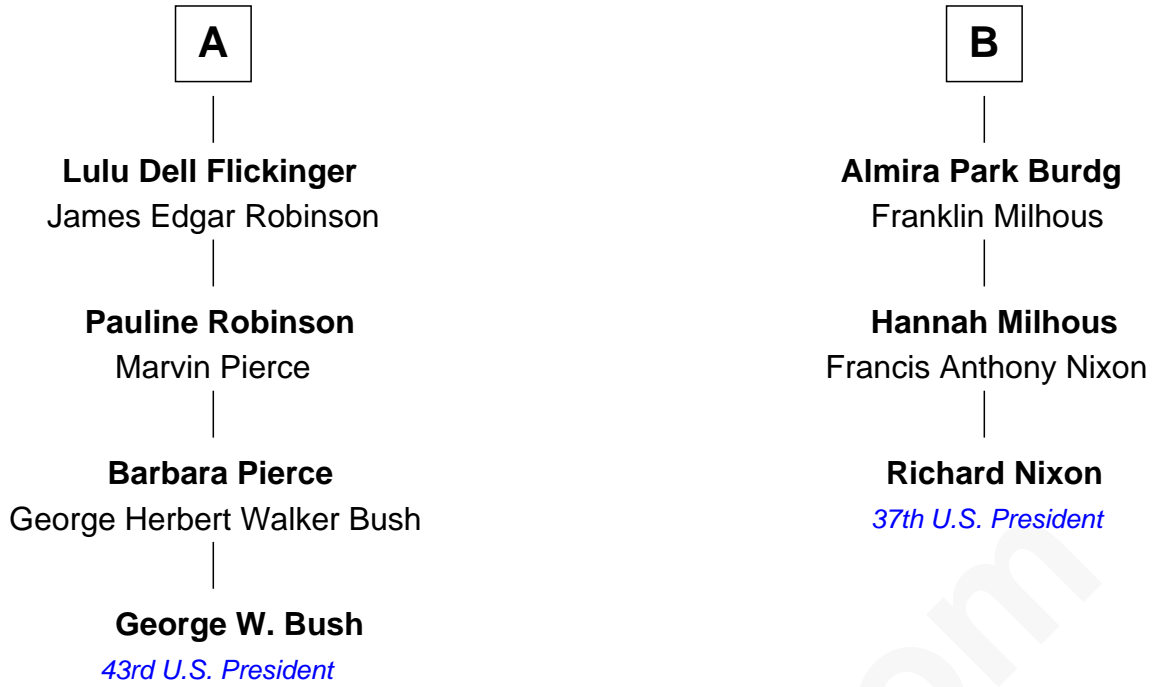 A
Lulu Dell Flickinger
James Edgar Robinson
Pauline Robinson
Marvin Pierce
Barbara Pierce
George Herbert Walker Bush
George W. Bush
43rd U.S. President
B
Almira Park Burdg
Franklin Milhous
Hannah Milhous
Francis Anthony Nixon
Richard Nixon
37th U.S. President
om